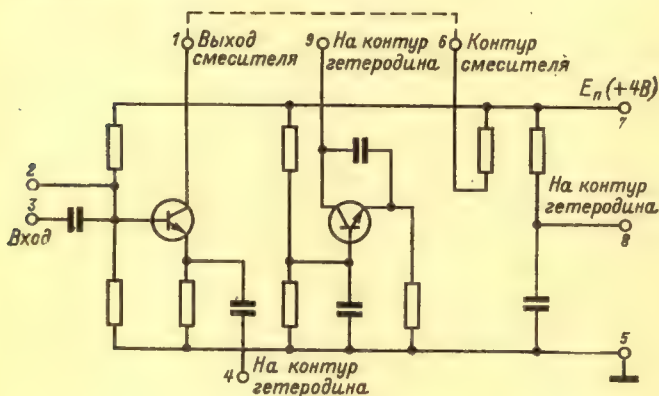 1 Выход
смесителя
9 На контур
гетеродина
6 Контур
смесителя
Eп (+4В)
7
2
3
Вход
На контур
гетеродина
8
4 На контур
гетеродина
5